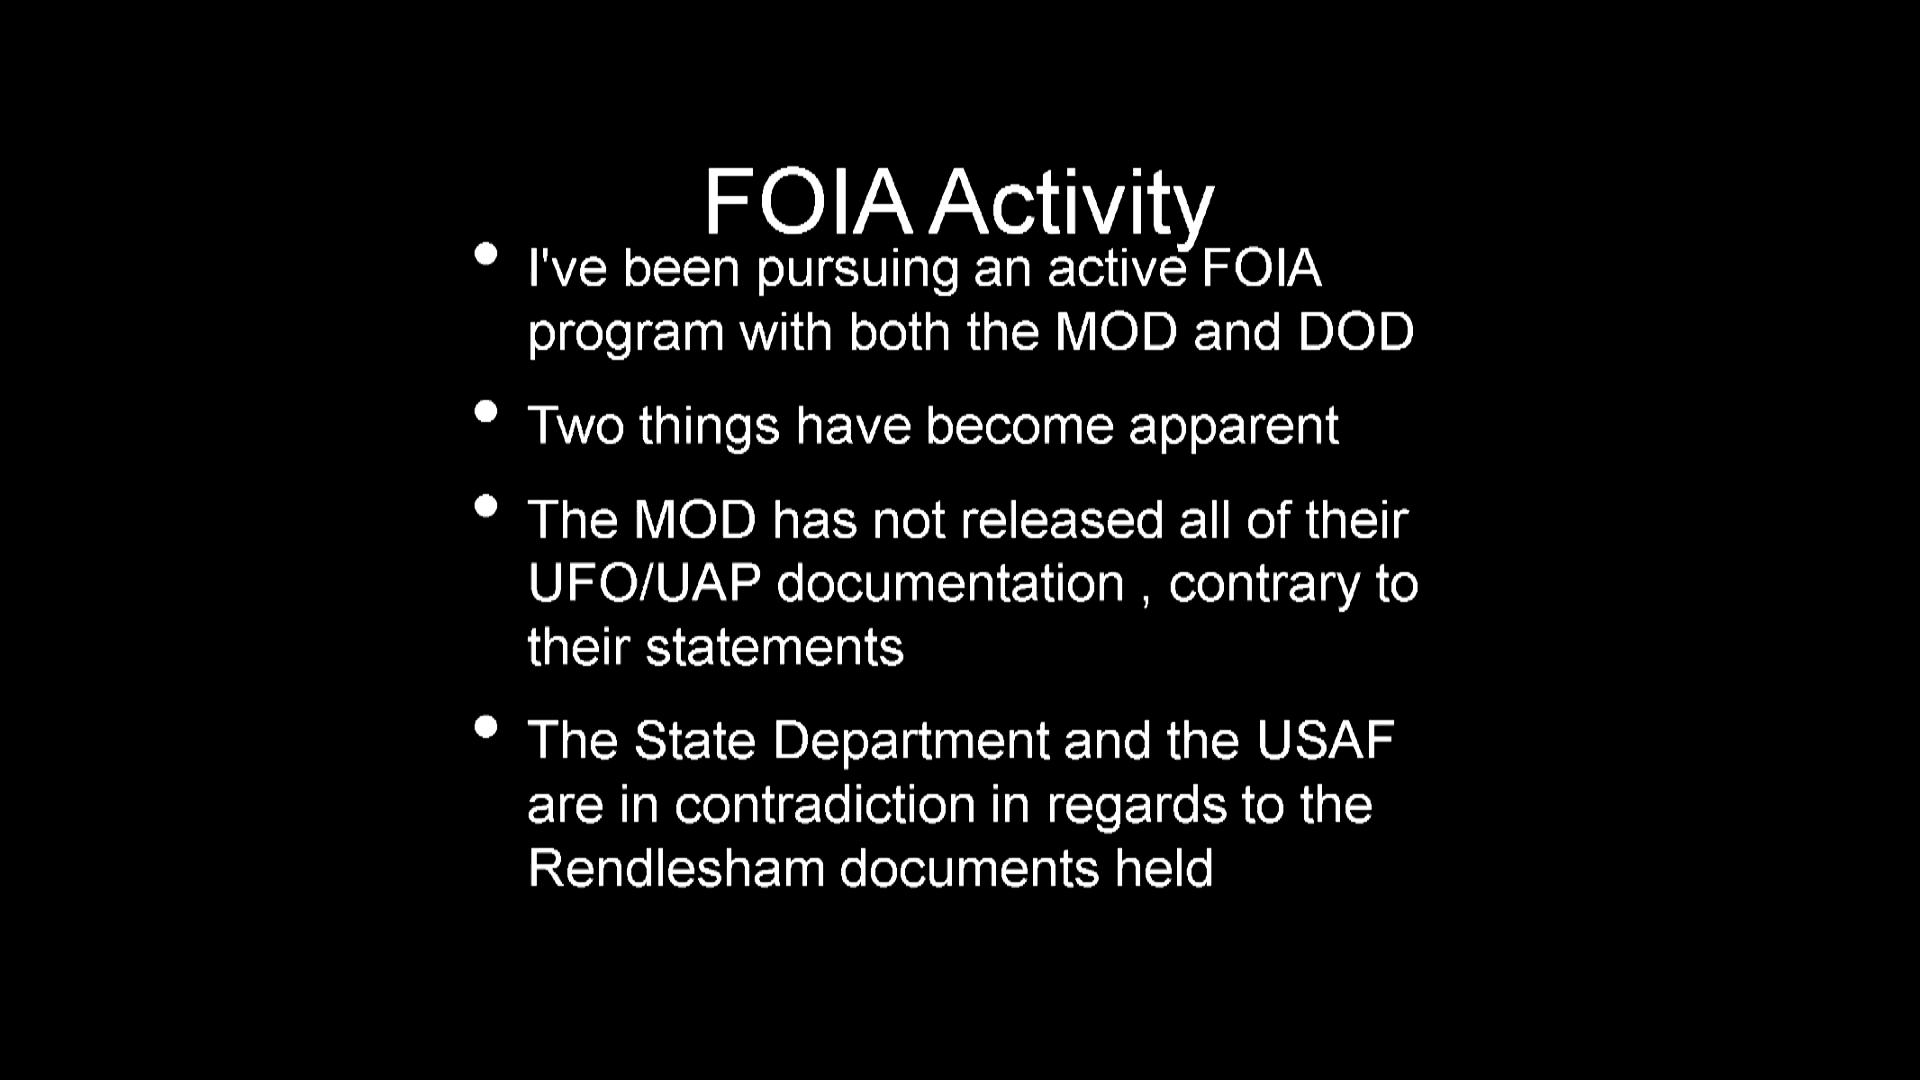 FOIA Activity
• I've been pursuing an active FOIA
program with both the MOD and DOD
• Two things have become apparent
• The MOD has not released all of their
UFO/UAP documentation , contrary to
their statements
• The State Department and the USAF
are in contradiction in regards to the
Rendlesham documents held